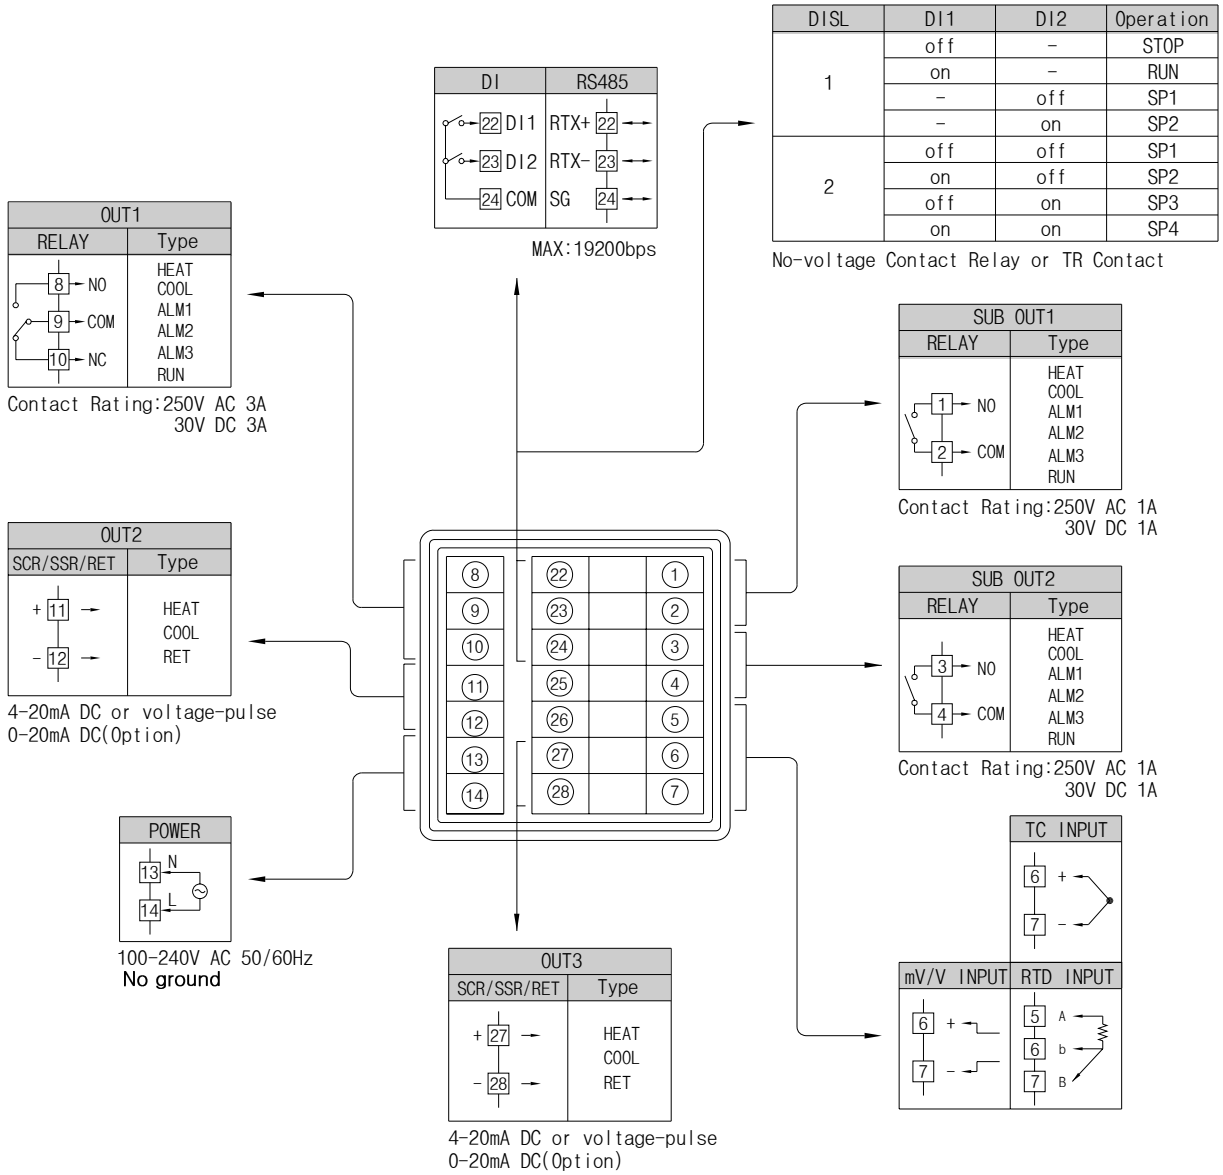 DISL DI1 DI2 Operation
1 off - STOP
on - RUN
- off SP1
- on SP2
2 off off SP1
on off SP2
off on SP3
on on SP4
No-voltage Contact Relay or TR Contact
DI RS485
22 DI1 RTX+ 22
23 DI2 RTX- 23
24 COM SG 24
MAX:19200bps
OUT1
RELAY Type
8 NO
9 COM
10 NC
HEAT
COOL
ALM1
ALM2
ALM3
RUN
Contact Rating:250V AC 3A
30V DC 3A
SUB OUT1
RELAY Type
1 NO
2 COM
HEAT
COOL
ALM1
ALM2
ALM3
RUN
Contact Rating:250V AC 1A
30V DC 1A
OUT2
SCR/SSR/RET Type
+ 11
- 12
HEAT
COOL
RET
4-20mA DC or voltage-pulse
0-20mA DC(Option)
8 22 1
9 23 2
10 24 3
11 25 4
12 26 5
13 27 6
14 28 7
SUB OUT2
RELAY Type
3 NO
4 COM
HEAT
COOL
ALM1
ALM2
ALM3
RUN
Contact Rating:250V AC 1A
30V DC 1A
POWER
13 N
14 L
100-240V AC 50/60Hz
No ground
OUT3
SCR/SSR/RET Type
+ 27
- 28
HEAT
COOL
RET
4-20mA DC or voltage-pulse
0-20mA DC(Option)
TC INPUT
6 +
7 -
mV/V INPUT RTD INPUT
6 +
7 -
5 A
6 b
7 B